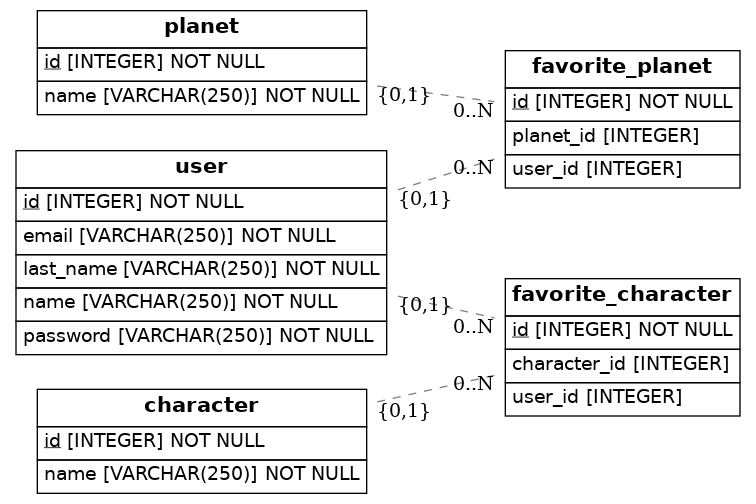 planet
id [INTEGER] NOT NULL
name [VARCHAR(250)] NOT NULL
{0,1}
0..N
user
id [INTEGER] NOT NULL
email [VARCHAR(250)] NOT NULL
last_name [VARCHAR(250)] NOT NULL
name [VARCHAR(250)] NOT NULL
password [VARCHAR(250)] NOT NULL
0..N
{0,1}
{0,1}
0..N
character
id [INTEGER] NOT NULL
name [VARCHAR(250)] NOT NULL
0..N
{0,1}
favorite_planet
id [INTEGER] NOT NULL
planet_id [INTEGER]
user_id [INTEGER]
favorite_character
id [INTEGER] NOT NULL
character_id [INTEGER]
user_id [INTEGER]